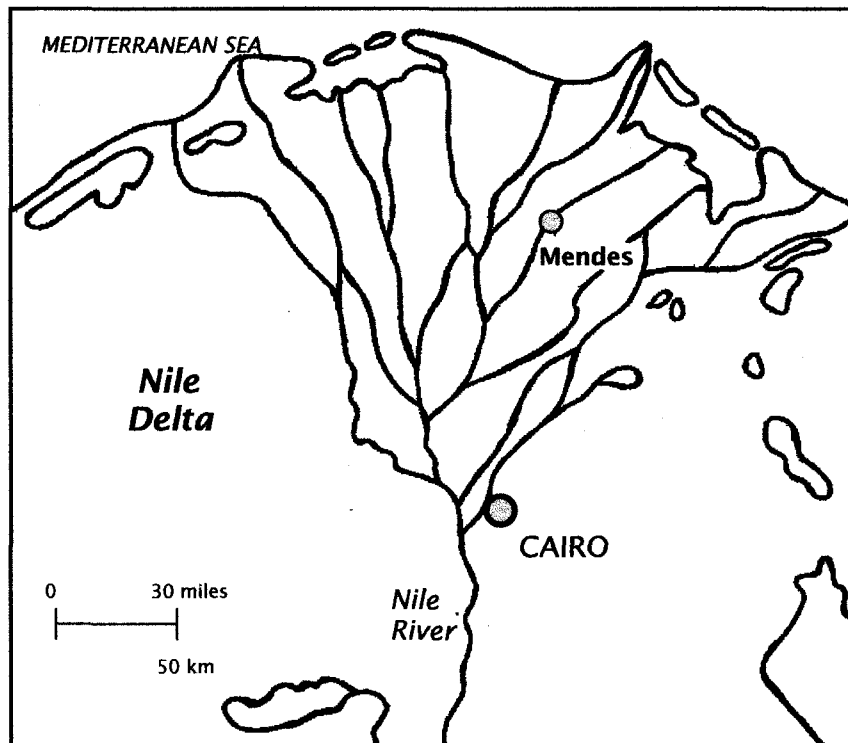 MEDITERRANEAN SEA
Mendes
Nile
Delta
CAIRO
0 30 miles
50 km
Nile
River